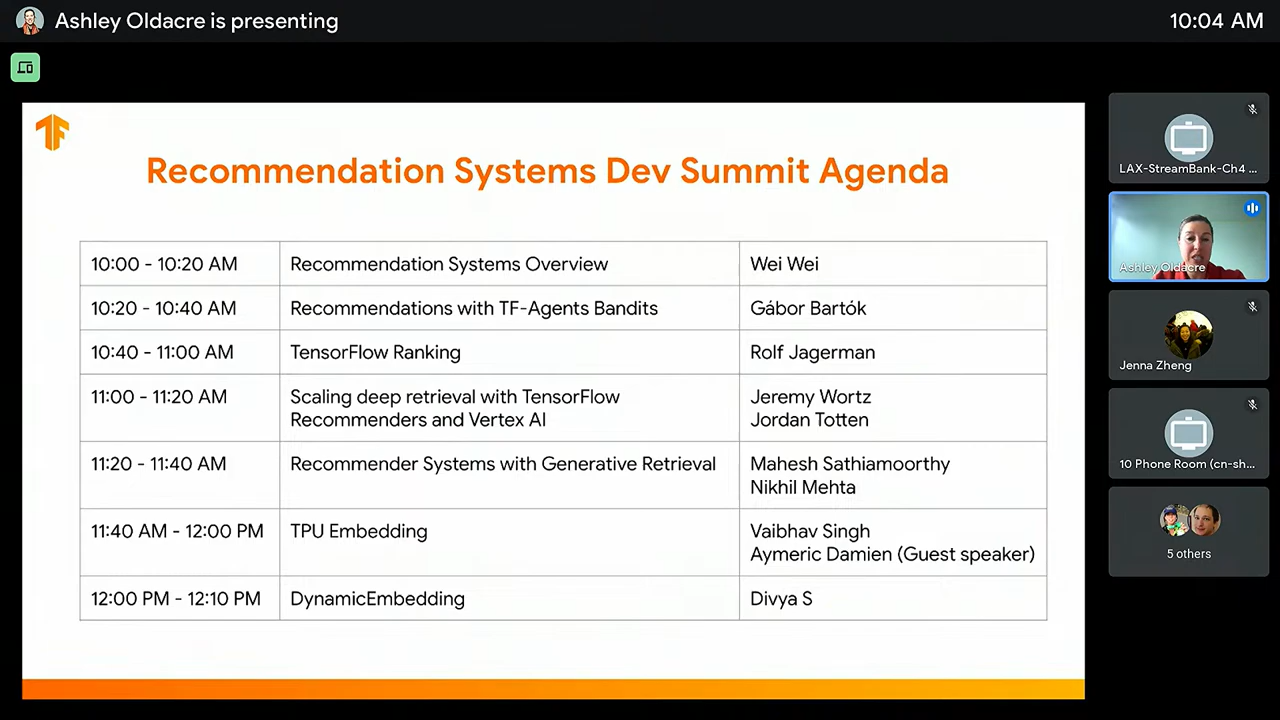 Ashley Oldacre is presenting
10:04 AM
Recommendation Systems Dev Summit Agenda
10:00 - 10:20 AM Recommendation Systems Overview Wei Wei
10:20 - 10:40 AM Recommendations with TF-Agents Bandits Gábor Bartók
10:40 - 11:00 AM TensorFlow Ranking Rolf Jagerman
11:00 - 11:20 AM Scaling deep retrieval with TensorFlow Jeremy Wortz
Recommenders and Vertex AI Jordan Totten
11:20 - 11:40 AM Recommender Systems with Generative Retrieval Mahesh Sathiamoorthy
Nikhil Mehta
11:40 AM - 12:00 PM TPU Embedding Vaibhav Singh
Aymeric Damien (Guest speaker)
12:00 PM - 12:10 PM DynamicEmbedding Divya S
LAX-StreamBank-Ch4 ...
Ashley Oldacre
Jenna Zheng
10 Phone Room (cn-sh...
5 others